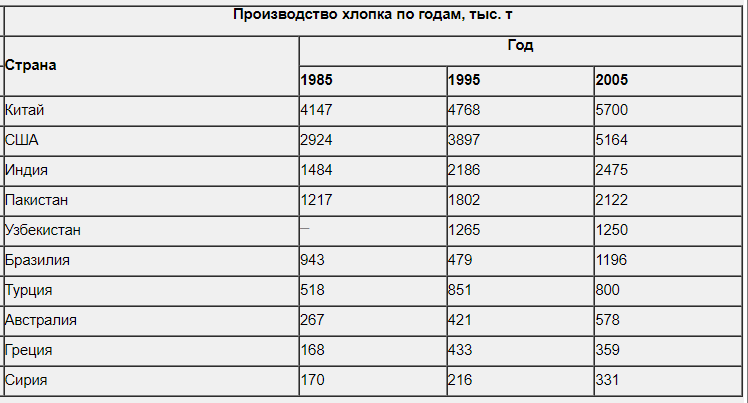 Производство хлопка по годам, тыс. т
Страна Год
1985 1995 2005
Китай 4147 4768 5700
США 2924 3897 5164
Индия 1484 2186 2475
Пакистан 1217 1802 2122
Узбекистан – 1265 1250
Бразилия 943 479 1196
Турция 518 851 800
Австралия 267 421 578
Греция 168 433 359
Сирия 170 216 331